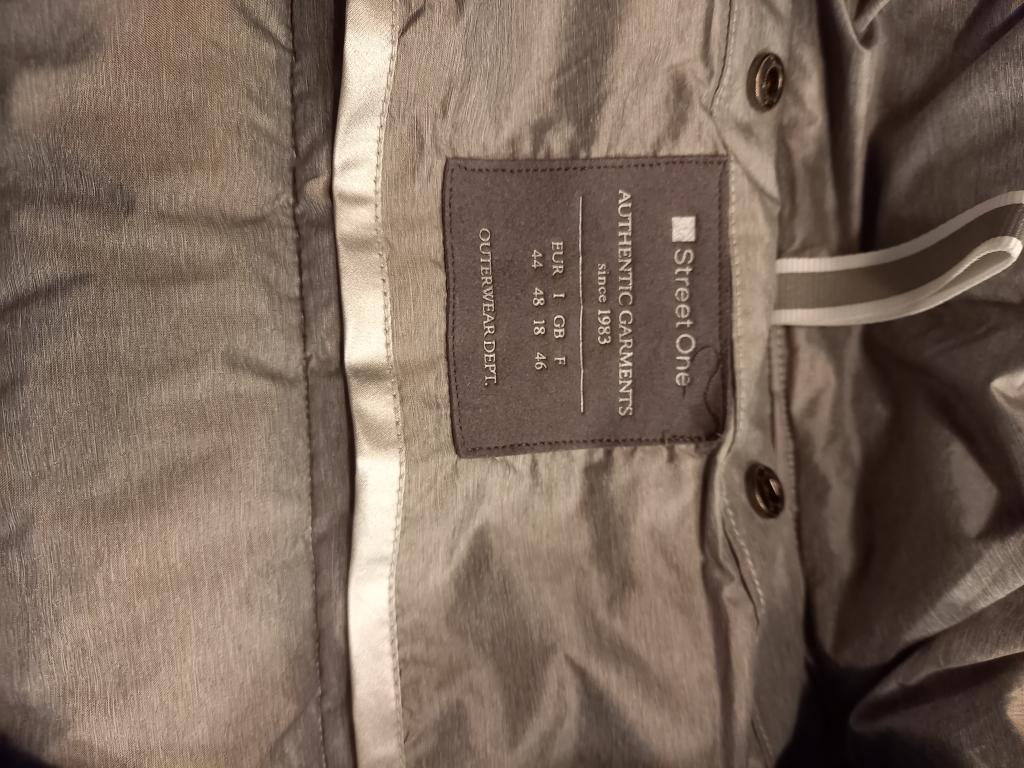 Street One
AUTHENTIC GARMENTS
since 1983
EUR I GB F
44 48 18 46
OUTERWEAR DEPT.